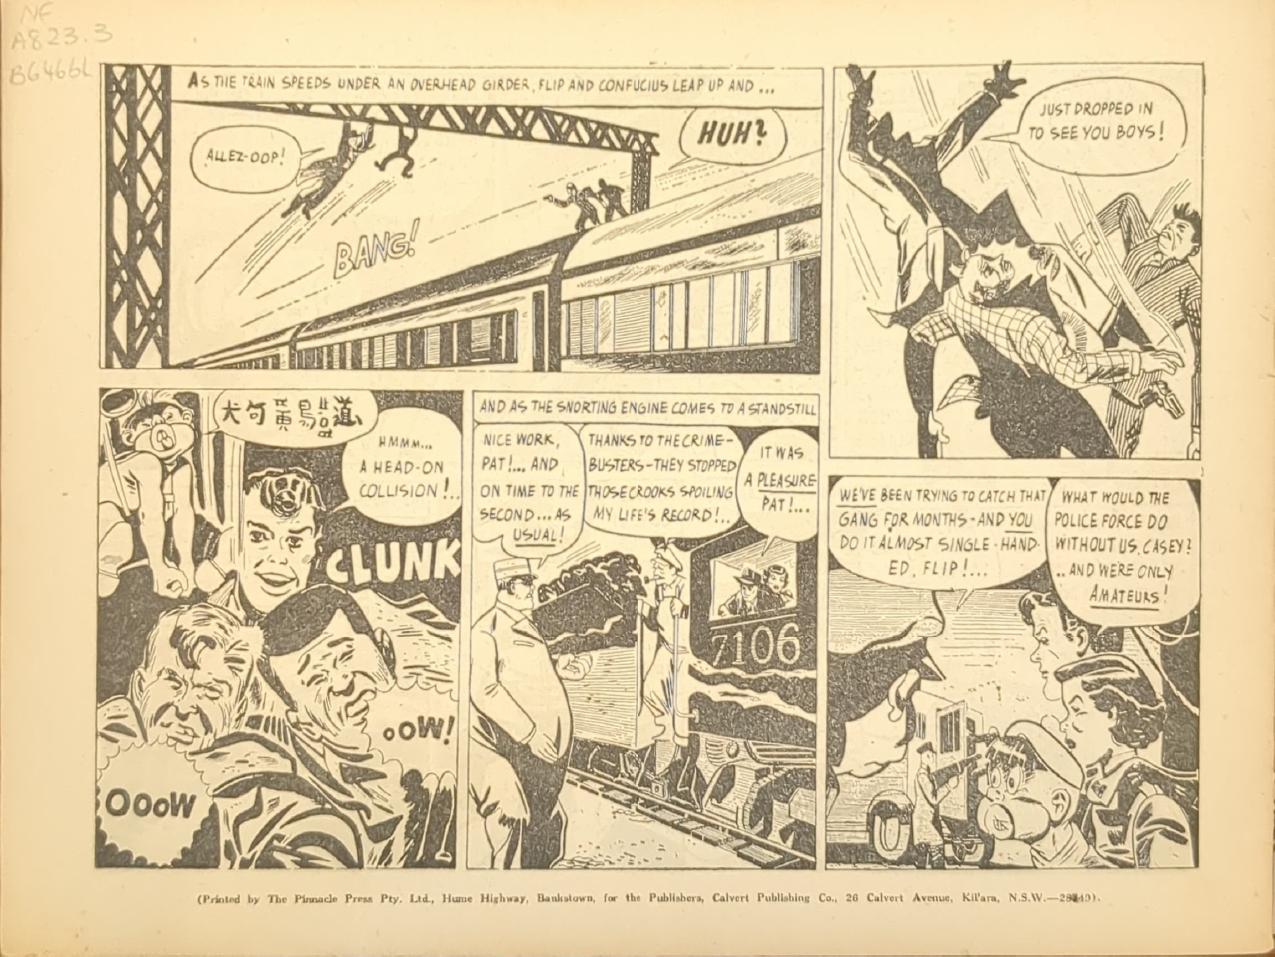 NF
A823.3
B6466L
AS THE TRAIN SPEEDS UNDER AN OVERHEAD GIRDER, FLIP AND CONFUCIUS LEAP UP AND ...
ALLEZ-OOP!
HUH?
BANG!
JUST DROPPED IN
TO SEE YOU BOYS!
犬句黄鳥盜道
HMMM...
A HEAD-ON
COLLISION!..
CLUNK
OOW!
OOOW
AND AS THE SNORTING ENGINE COMES TO A STANDSTILL
NICE WORK,
PAT!... AND
ON TIME TO THE
SECOND... AS
USUAL!
THANKS TO THE CRIME-
BUSTERS-THEY STOPPED
THOSE CROOKS SPOILING
MY LIFE'S RECORD!..
IT WAS
A PLEASURE
PAT!...
7106
WE'VE BEEN TRYING TO CATCH THAT
GANG FOR MONTHS-AND YOU
DO IT ALMOST SINGLE-HAND-
ED, FLIP!...
WHAT WOULD THE
POLICE FORCE DO
WITHOUT US, CASEY?
..AND WE'RE ONLY
AMATEURS!
(Printed by The Pinnacle Press Pty. Ltd., Hume Highway, Bankstown, for the Publishers, Calvert Publishing Co., 26 Calvert Avenue, Kil'ara, N.S.W.